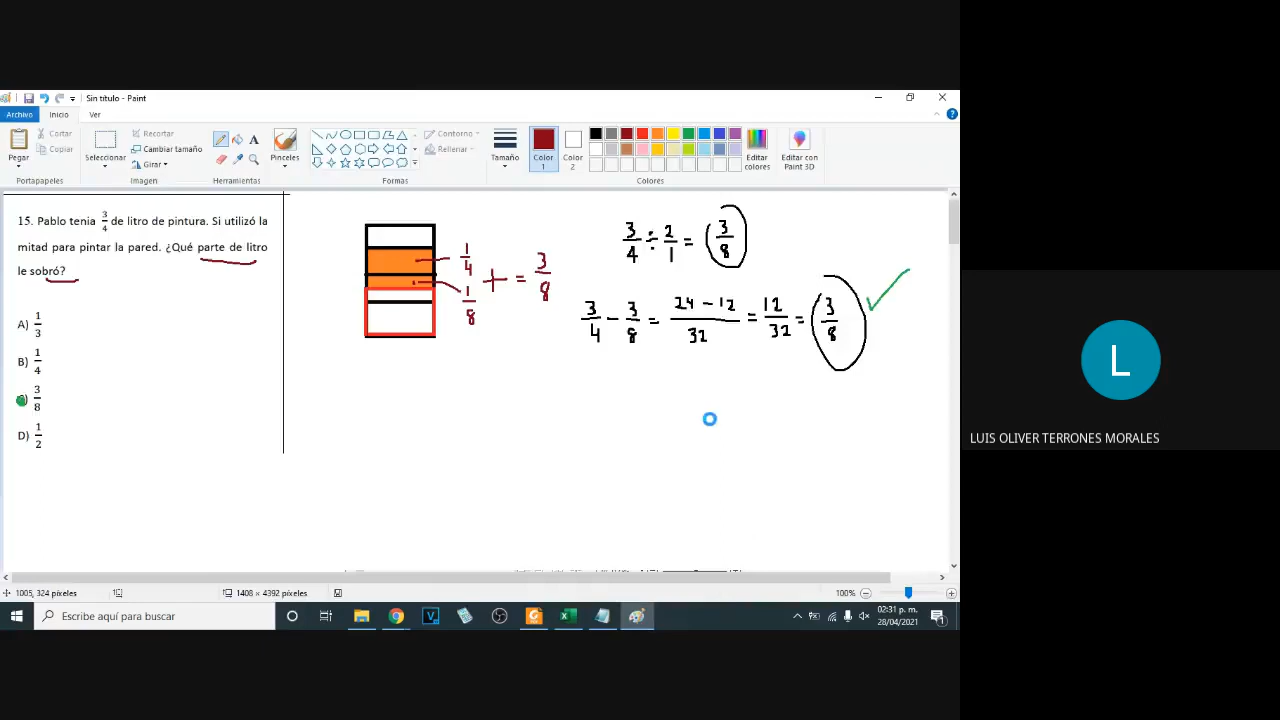 Sin título - Paint
Archivo Inicio Ver
Pegar
Cortar
Copiar
Portapapeles
Seleccionar
Recortar
Cambiar tamaño
Girar
Imagen
A
Herramientas
Pinceles
Contorno
Rellenar
Formas
Tamaño
Color 1
Color 2
Colores
Editar colores
Editar con Paint 3D
15. Pablo tenia 3/4 de litro de pintura. Si utilizó la
mitad para pintar la pared. ¿Qué parte de litro
le sobró?
A) 1/3
B) 1/4
) 3/8
D) 1/2
1/4
1/8
+ = 3/8
3/4 ÷ 2/1 = 3/8
3/4 - 3/8 = 24 - 12/32 = 12/32 = 3/8
1005, 324 píxeles
1408 × 4392 píxeles
100%
Escribe aquí para buscar
02:31 p. m.
28/04/2021
L
LUIS OLIVER TERRONES MORALES